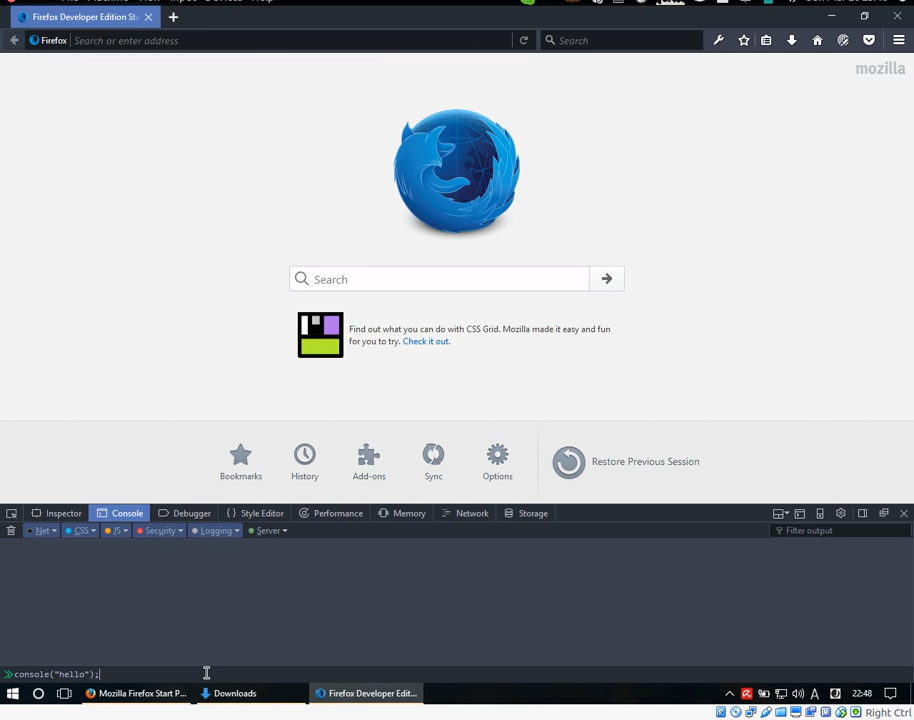 Firefox Developer Edition St
Firefox
Search or enter address
Search
mozilla
Search
Find out what you can do with CSS Grid. Mozilla made it easy and fun
for you to try. Check it out.
Bookmarks
History
Add-ons
Sync
Options
Restore Previous Session
Inspector
Console
Debugger
Style Editor
Performance
Memory
Network
Storage
Net
CSS
JS
Security
Logging
Server
Filter output
console("hello");
Mozilla Firefox Start P...
Downloads
Firefox Developer Edit...
A
22:48
Right Ctrl